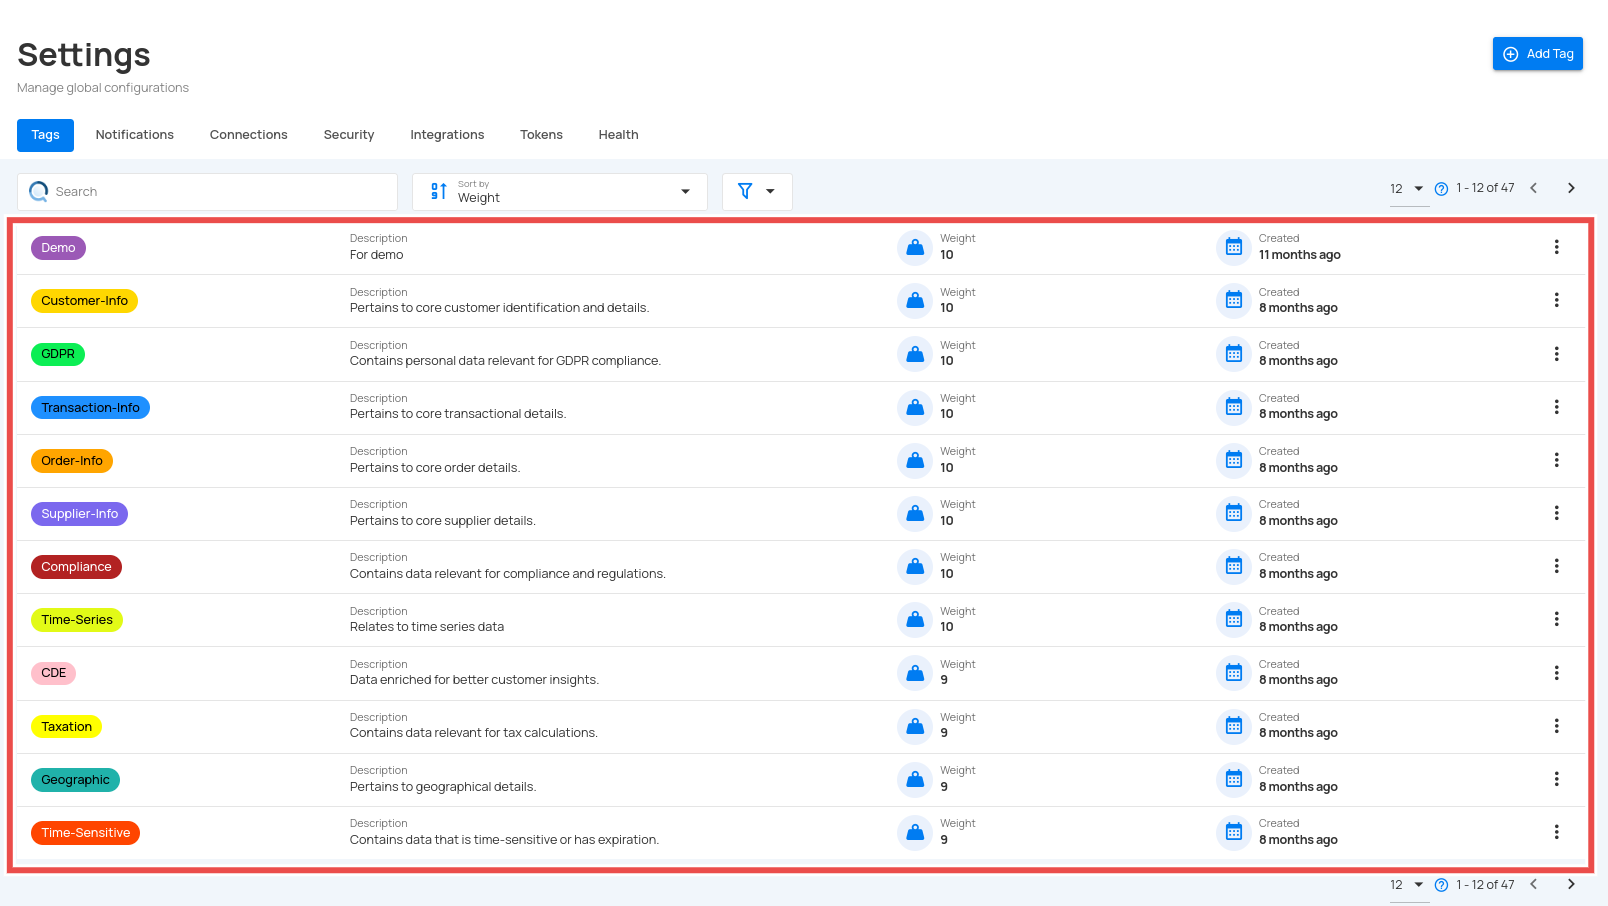 Settings
Add Tag
Manage global configurations
Tags Notifications Connections Security Integrations Tokens Health
Search
Sort by
Weight
12 1 - 12 of 47
Demo Description For demo Weight 10 Created 11 months ago
Customer-Info Description Pertains to core customer identification and details. Weight 10 Created 8 months ago
GDPR Description Contains personal data relevant for GDPR compliance. Weight 10 Created 8 months ago
Transaction-Info Description Pertains to core transactional details. Weight 10 Created 8 months ago
Order-Info Description Pertains to core order details. Weight 10 Created 8 months ago
Supplier-Info Description Pertains to core supplier details. Weight 10 Created 8 months ago
Compliance Description Contains data relevant for compliance and regulations. Weight 10 Created 8 months ago
Time-Series Description Relates to time series data Weight 10 Created 8 months ago
CDE Description Data enriched for better customer insights. Weight 9 Created 8 months ago
Taxation Description Contains data relevant for tax calculations. Weight 9 Created 8 months ago
Geographic Description Pertains to geographical details. Weight 9 Created 8 months ago
Time-Sensitive Description Contains data that is time-sensitive or has expiration. Weight 9 Created 8 months ago
12 1 - 12 of 47